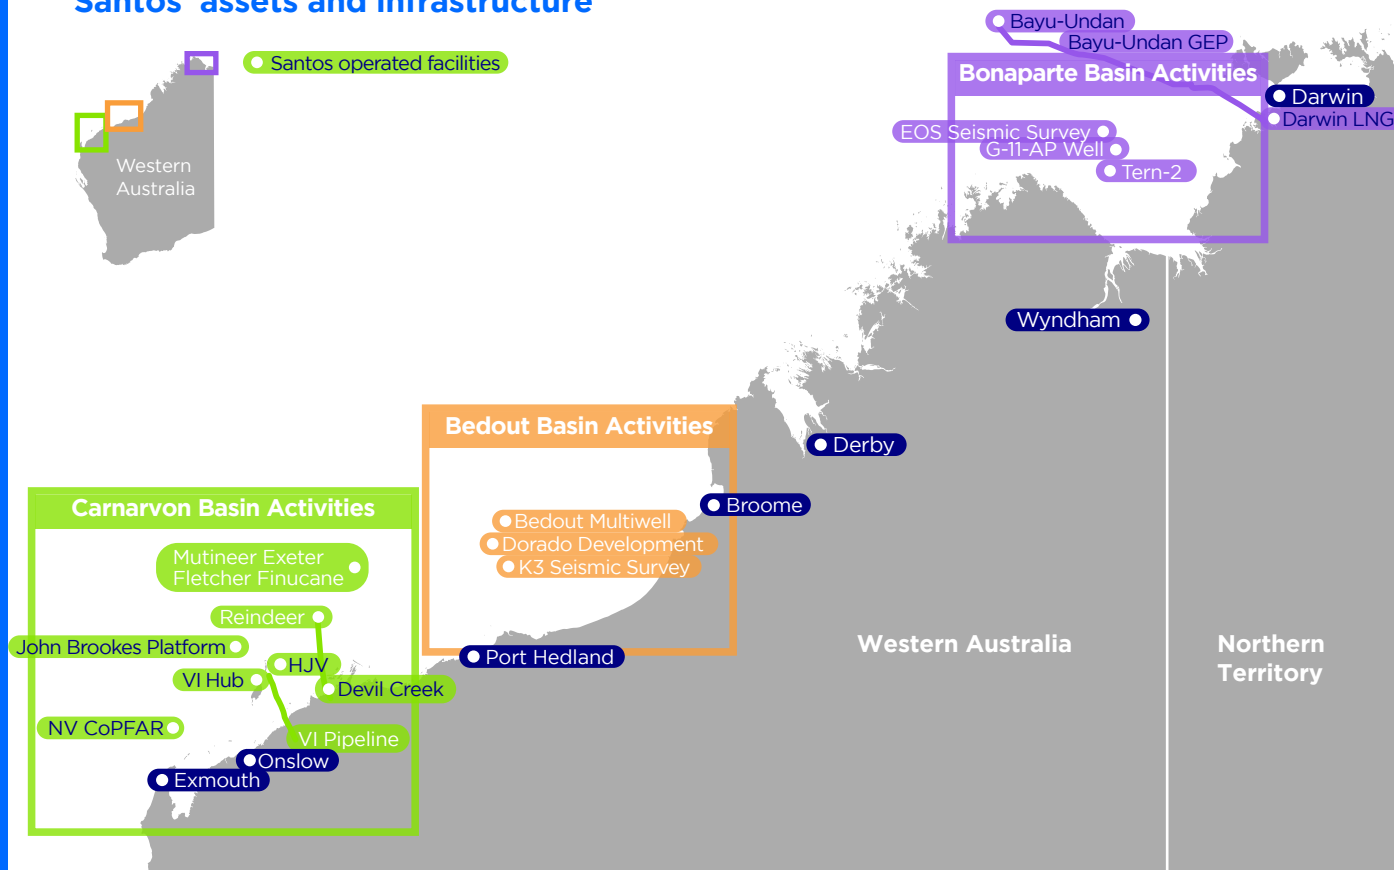 Santos' assets and infrastructure
Santos operated facilities
Western
Australia
Bayu-Undan
Bayu-Undan GEP
Bonaparte Basin Activities
Darwin
Darwin LNG
EOS Seismic Survey
G-11-AP Well
Tern-2
Wyndham
Bedout Basin Activities
Derby
Broome
Bedout Multiwell
Dorado Development
K3 Seismic Survey
Port Hedland
Western Australia
Northern
Territory
Carnarvon Basin Activities
Mutineer Exeter
Fletcher Finucane
Reindeer
John Brookes Platform
HJV
VI Hub
Devil Creek
NV CoPFAR
VI Pipeline
Onslow
Exmouth